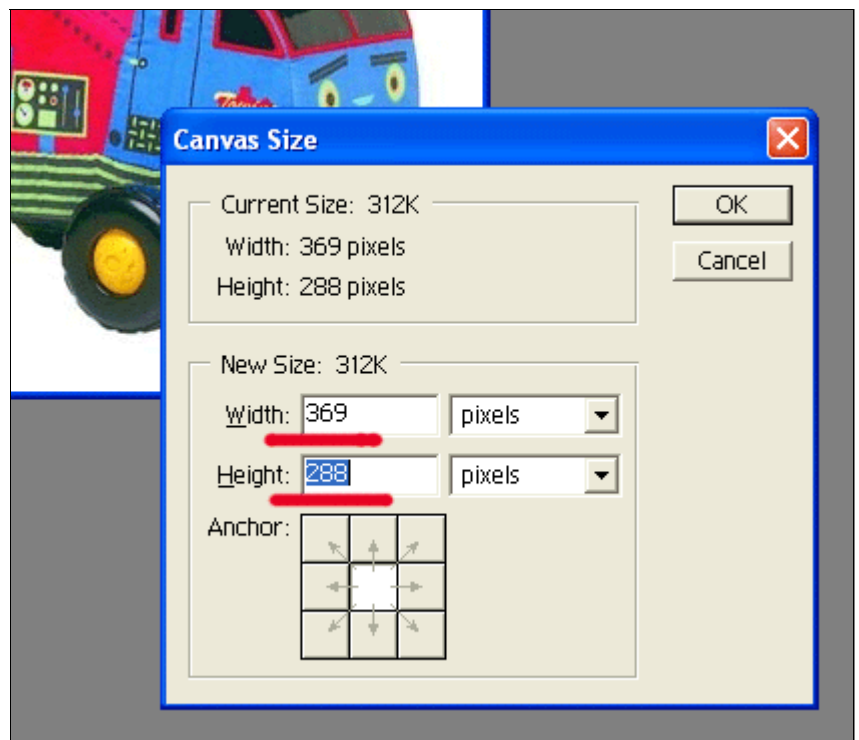 Canvas Size
Current Size: 312K
Width: 369 pixels
Height: 288 pixels
OK
Cancel
New Size: 312K
Width: 369 pixels
Height: 288 pixels
Anchor: